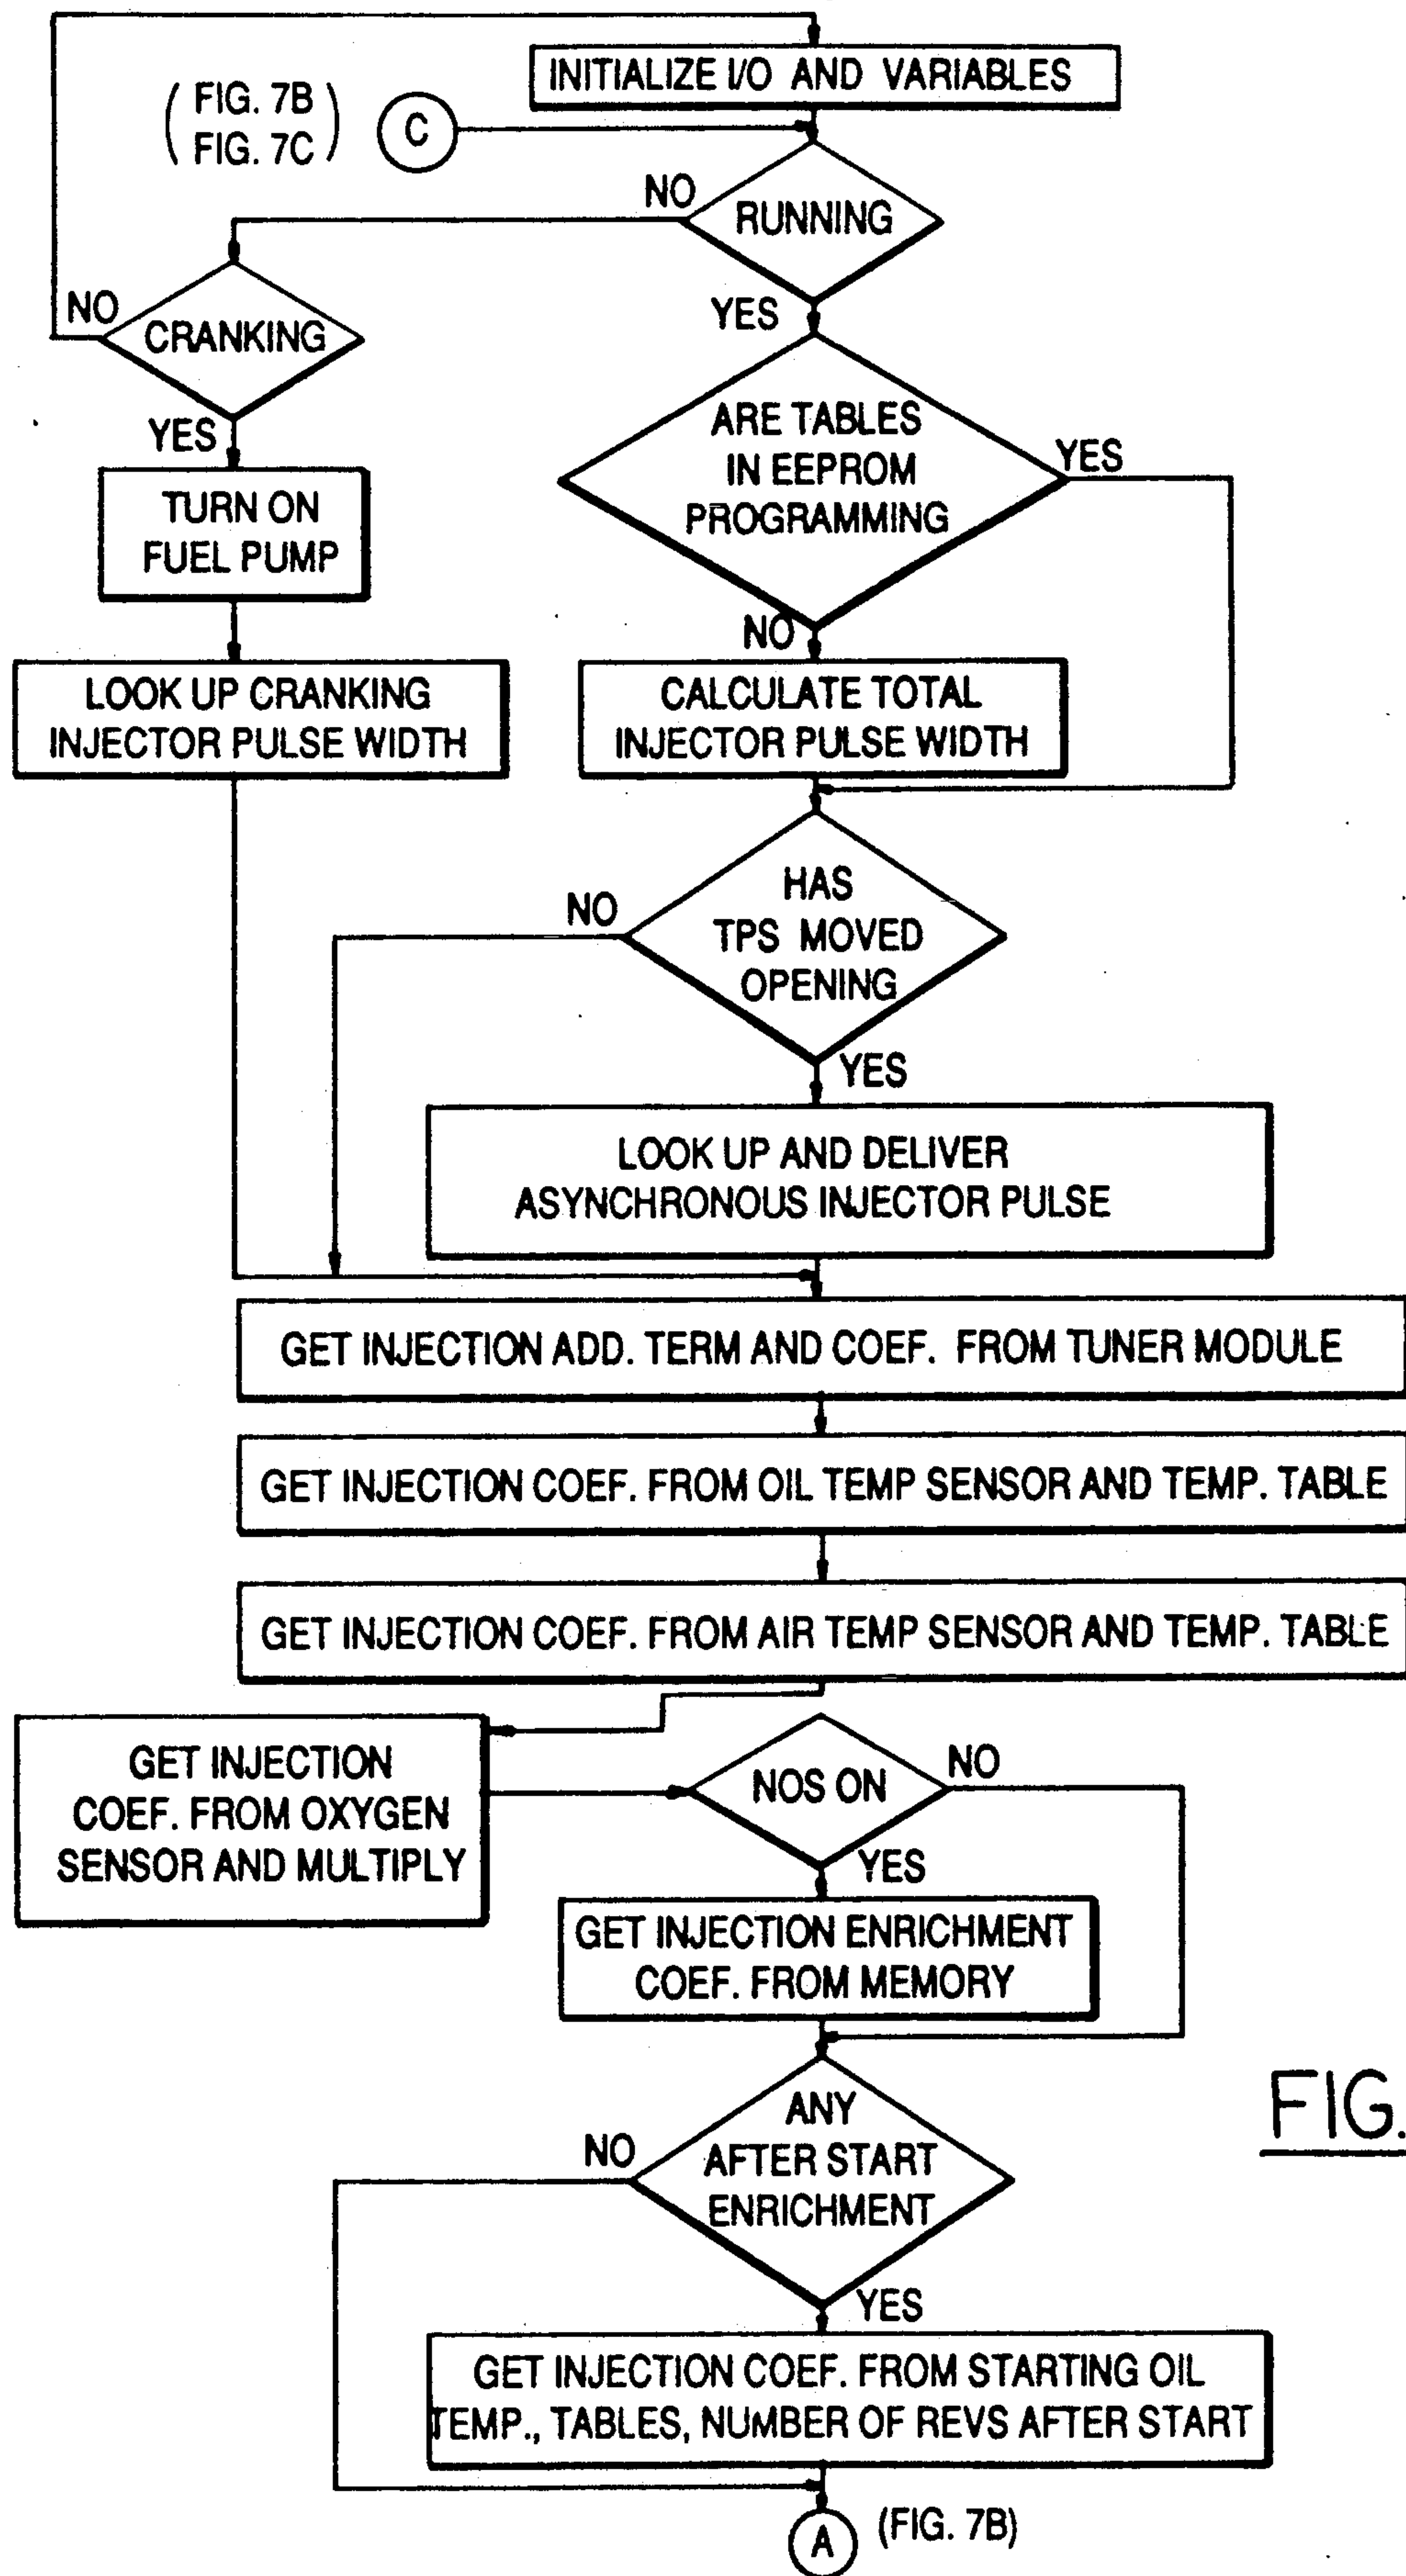 INITIALIZE I/O AND VARIABLES
( FIG. 7B
FIG. 7C )
C
NO
RUNNING
NO
CRANKING
YES
YES
ARE TABLES
IN EEPROM
PROGRAMMING
YES
TURN ON
FUEL PUMP
NO
LOOK UP CRANKING
INJECTOR PULSE WIDTH
CALCULATE TOTAL
INJECTOR PULSE WIDTH
NO
HAS
TPS MOVED
OPENING
YES
LOOK UP AND DELIVER
ASYNCHRONOUS INJECTOR PULSE
GET INJECTION ADD. TERM AND COEF. FROM TUNER MODULE
GET INJECTION COEF. FROM OIL TEMP SENSOR AND TEMP. TABLE
GET INJECTION COEF. FROM AIR TEMP SENSOR AND TEMP. TABLE
GET INJECTION
COEF. FROM OXYGEN
SENSOR AND MULTIPLY
NOS ON
NO
YES
GET INJECTION ENRICHMENT
COEF. FROM MEMORY
ANY
AFTER START
ENRICHMENT
NO
YES
FIG.
GET INJECTION COEF. FROM STARTING OIL
TEMP., TABLES, NUMBER OF REVS AFTER START
A
(FIG. 7B)